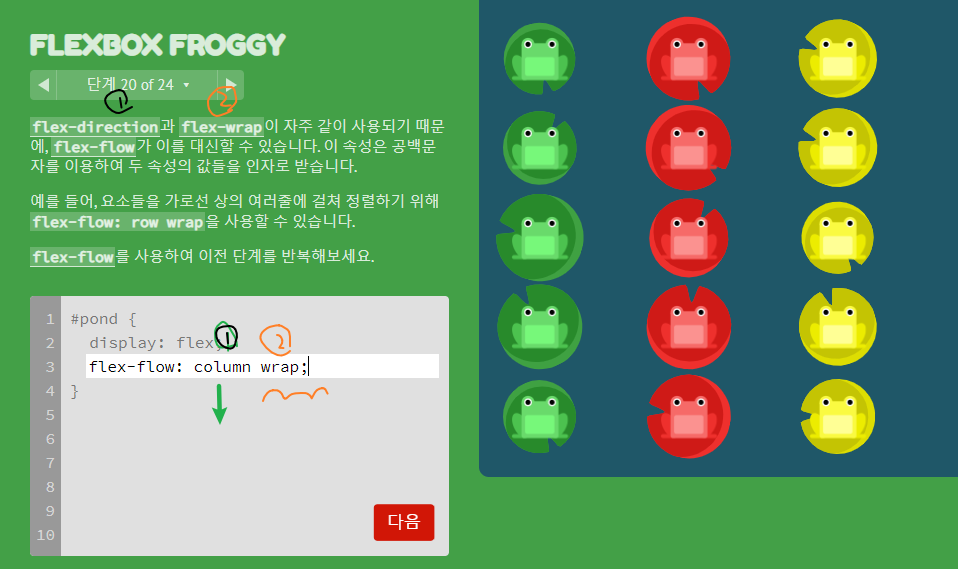 FLEXBOX FROGGY
◀ 단계 20 of 24 ▾ ▶
① ②
flex-direction과 flex-wrap이 자주 같이 사용되기 때문
에, flex-flow가 이를 대신할 수 있습니다. 이 속성은 공백문
자를 이용하여 두 속성의 값들을 인자로 받습니다.
예를 들어, 요소들을 가로선 상의 여러줄에 걸쳐 정렬하기 위해
flex-flow: row wrap을 사용할 수 있습니다.
flex-flow를 사용하여 이전 단계를 반복해보세요.
1 #pond {
2 display: flex;
① ②
3 flex-flow: column wrap;
4 }
5
6
7
8
9
10
다음